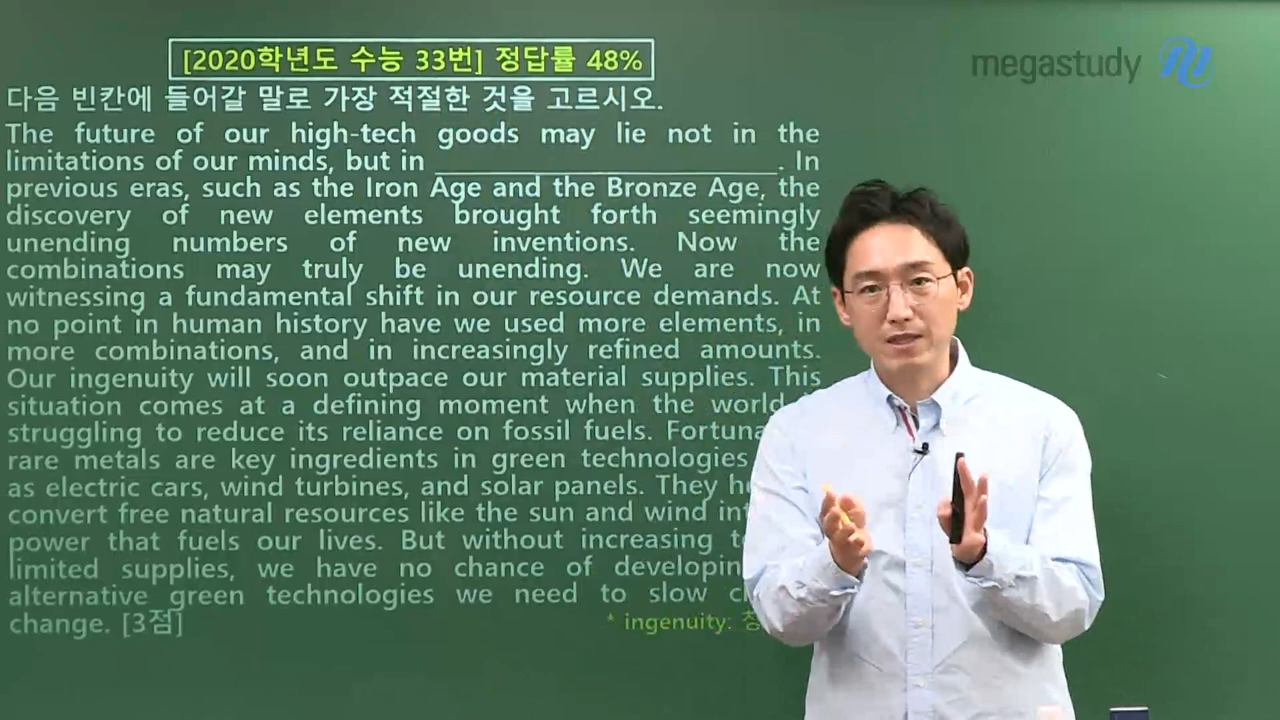 [2020학년도 수능 33번] 정답률 48%
megastudy
다음 빈칸에 들어갈 말로 가장 적절한 것을 고르시오.
The future of our high-tech goods may lie not in the
limitations of our minds, but in ____________________. In
previous eras, such as the Iron Age and the Bronze Age, the
discovery of new elements brought forth seemingly
unending numbers of new inventions. Now the
combinations may truly be unending. We are now
witnessing a fundamental shift in our resource demands. At
no point in human history have we used more elements, in
more combinations, and in increasingly refined amounts.
Our ingenuity will soon outpace our material supplies. This
situation comes at a defining moment when the world
struggling to reduce its reliance on fossil fuels.
rare metals are key ingredients in green technologies
as electric cars, wind turbines, and solar panels. They
convert free natural resources like the sun and wind
power that fuels our lives. But without increasing
limited supplies, we have no chance of
alternative green technologies we need to slow
change. [3점]
* ingenuity: